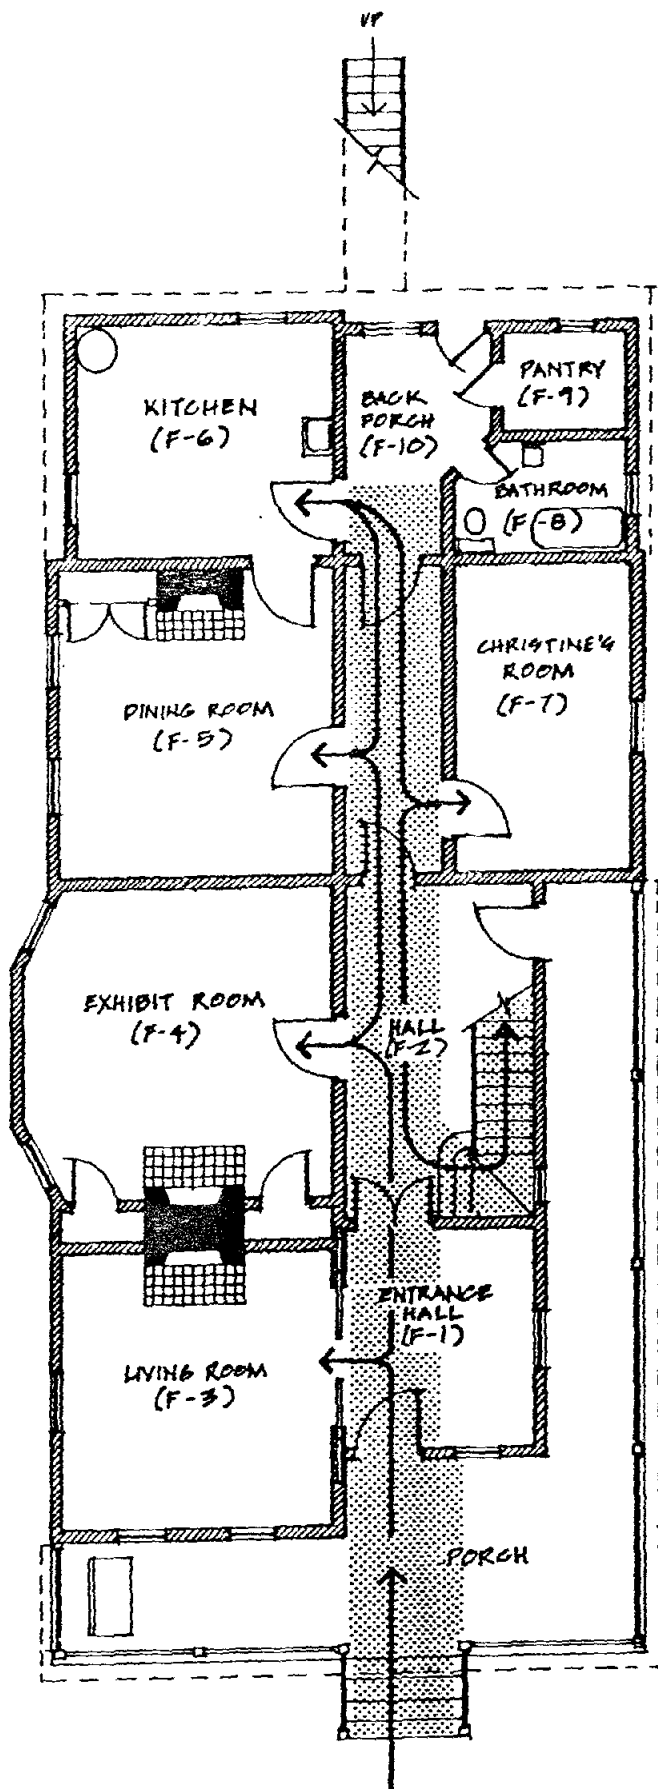 UP
KITCHEN
(F-6)
BACK
PORCH
(F-10)
PANTRY
(F-9)
BATHROOM
(F-8)
DINING ROOM
(F-5)
CHRISTINE'S
ROOM
(F-7)
EXHIBIT ROOM
(F-4)
HALL
(F-2)
ENTRANCE
HALL
(F-1)
LIVING ROOM
(F-3)
PORCH